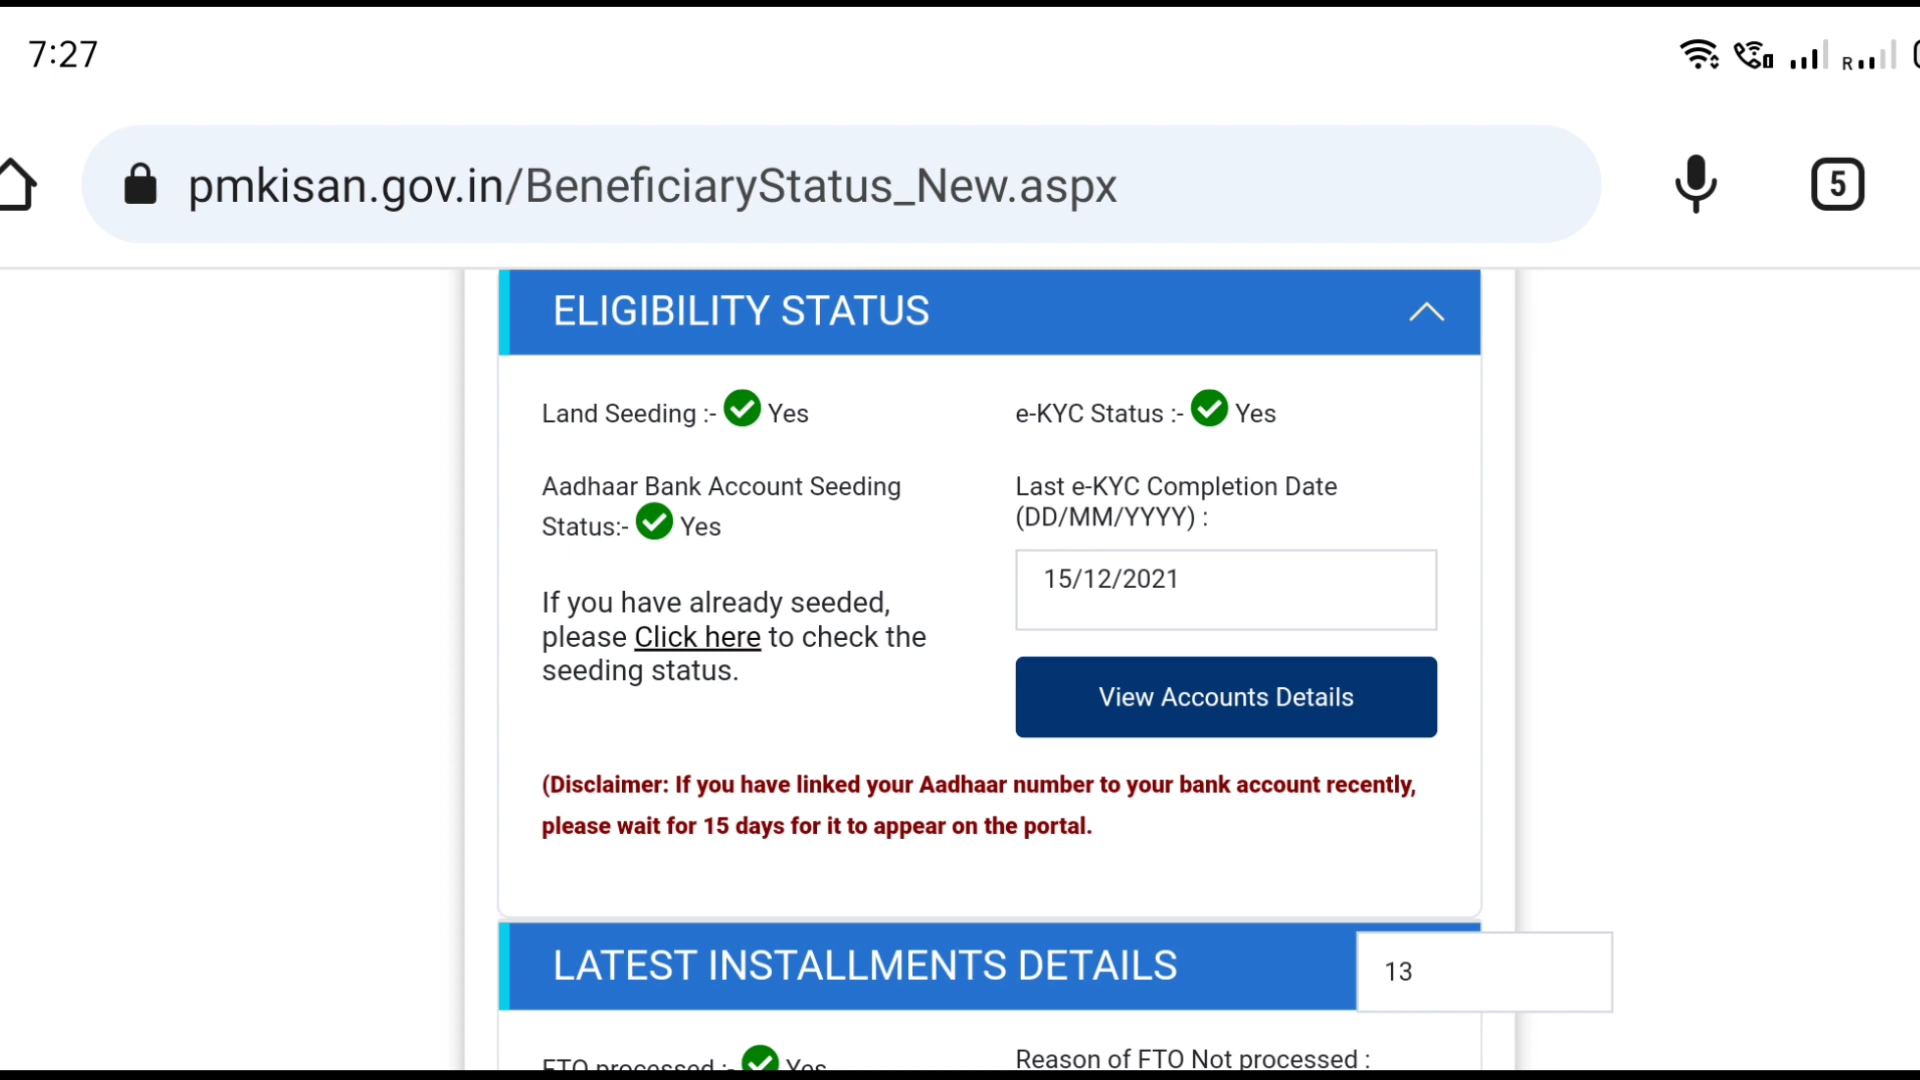 7:27
R
pmkisan.gov.in/BeneficiaryStatus_New.aspx
5
ELIGIBILITY STATUS
Land Seeding :- Yes
e-KYC Status :- Yes
Aadhaar Bank Account Seeding
Status:- Yes
Last e-KYC Completion Date
(DD/MM/YYYY) :
15/12/2021
If you have already seeded,
please Click here to check the
seeding status.
View Accounts Details
(Disclaimer: If you have linked your Aadhaar number to your bank account recently,
please wait for 15 days for it to appear on the portal.
LATEST INSTALLMENTS DETAILS
13
FTO processed :- Yes
Reason of FTO Not processed :